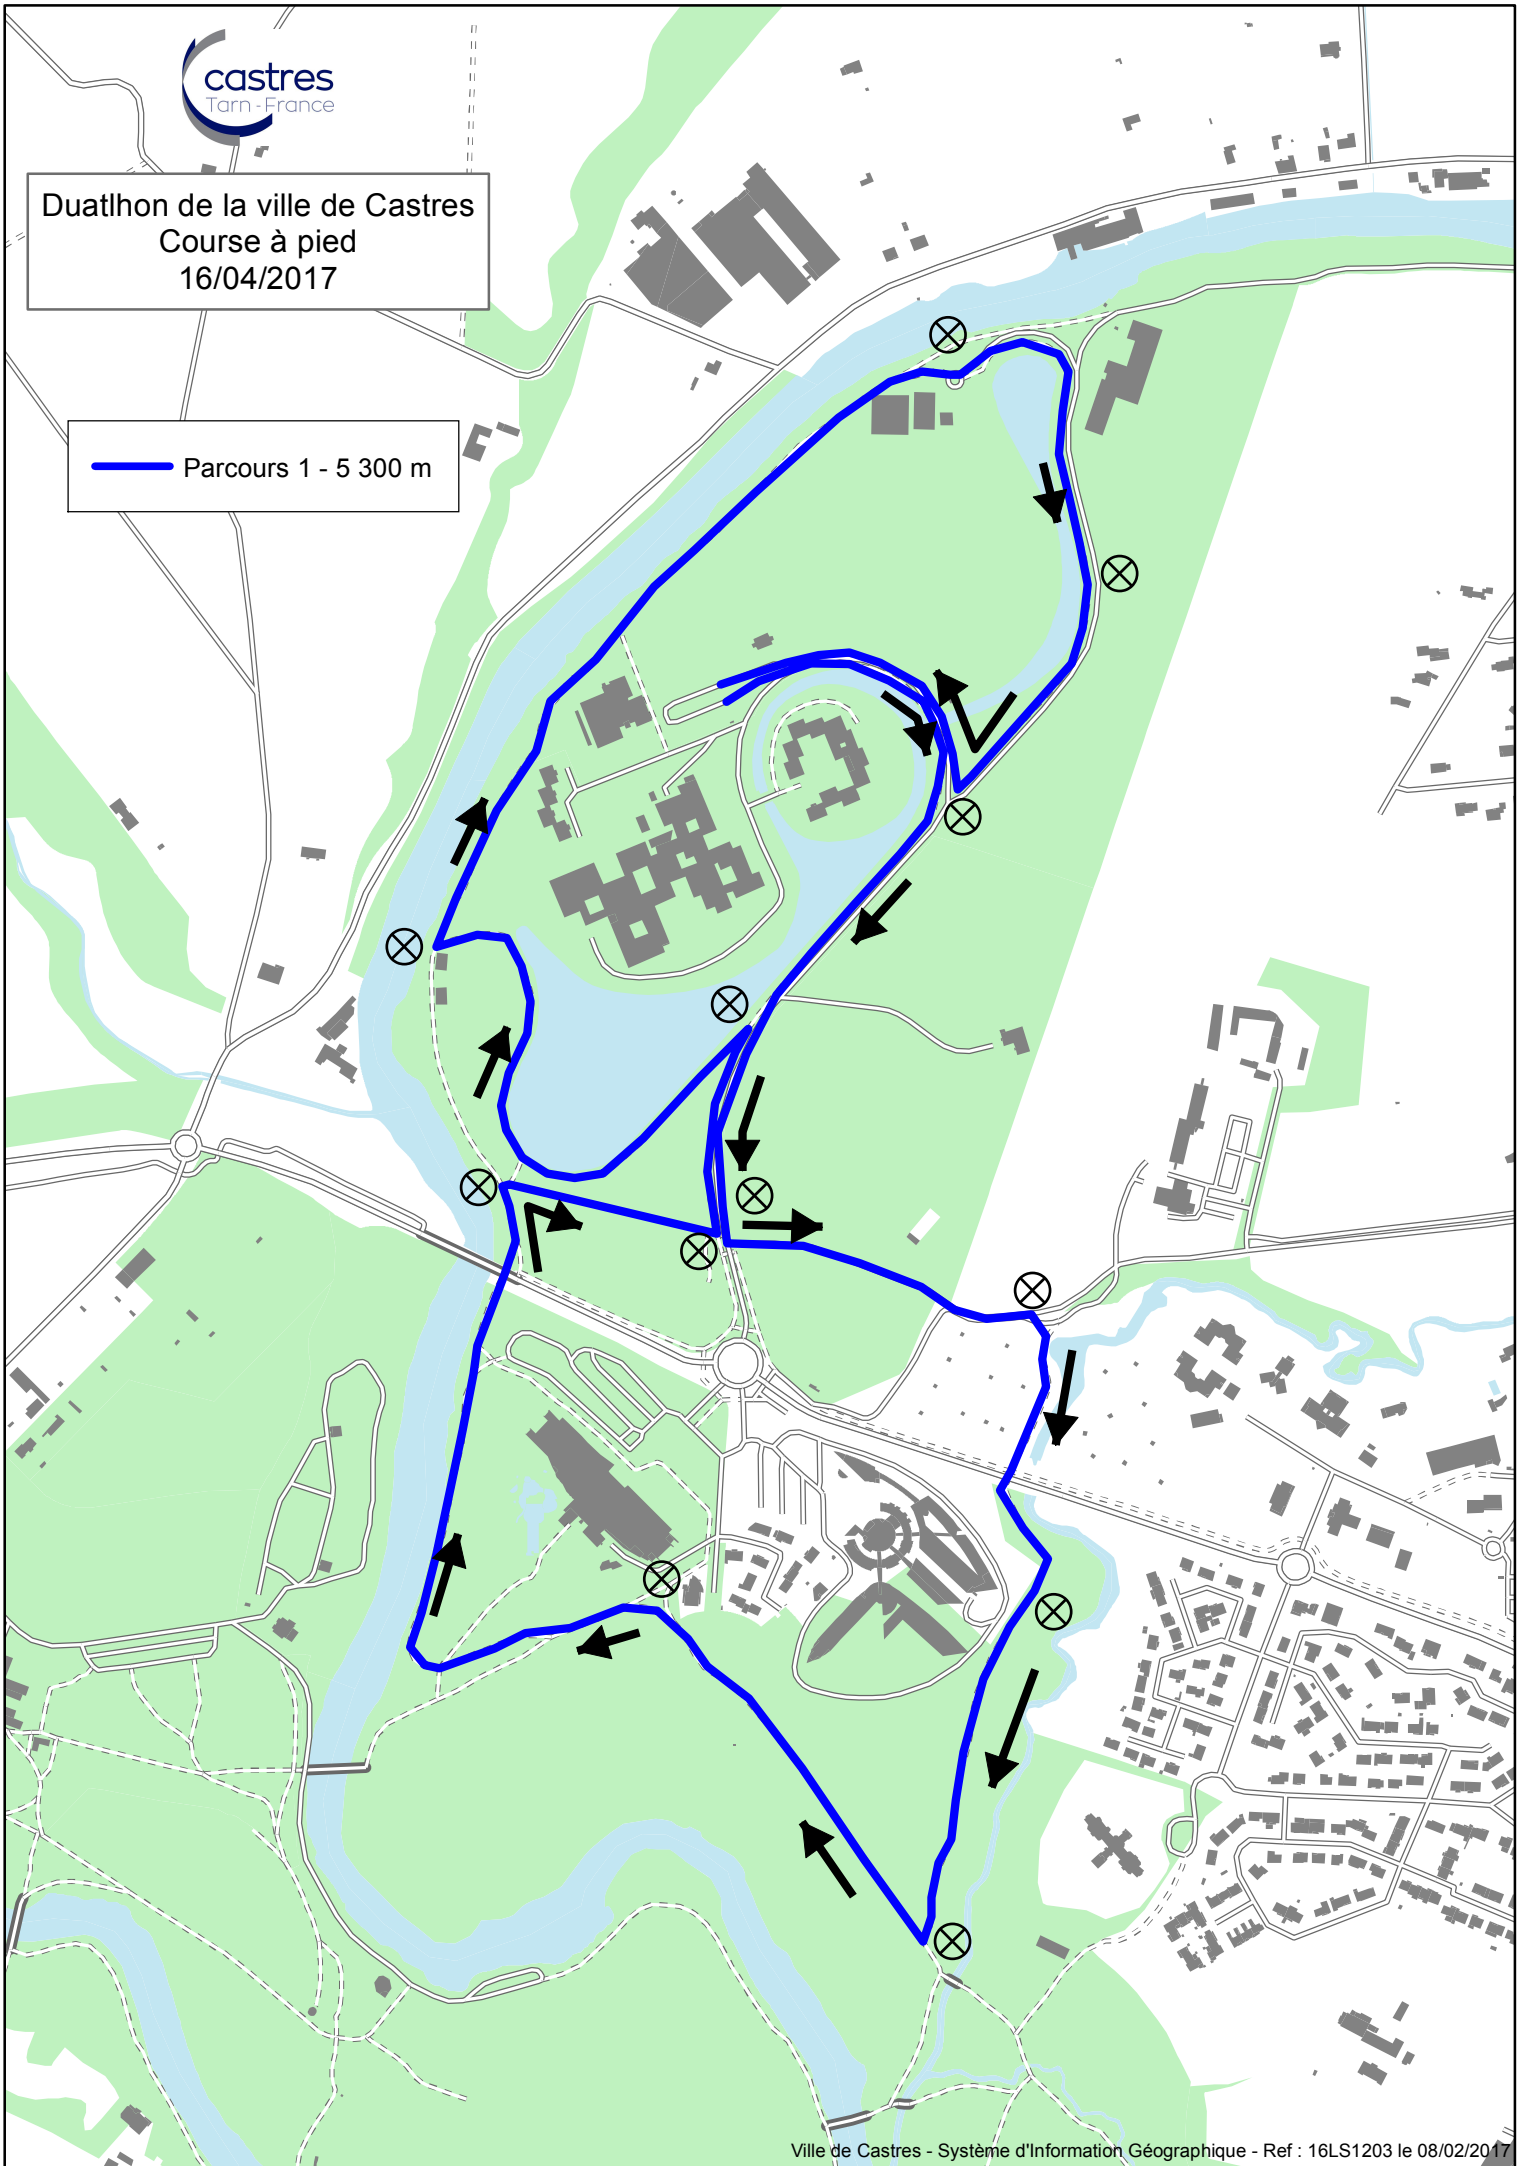 castres
Tarn - France
Duatlhon de la ville de Castres
Course à pied
16/04/2017
Parcours 1 - 5 300 m
Ville de Castres - Système d'Information Géographique - Ref : 16LS1203 le 08/02/2017